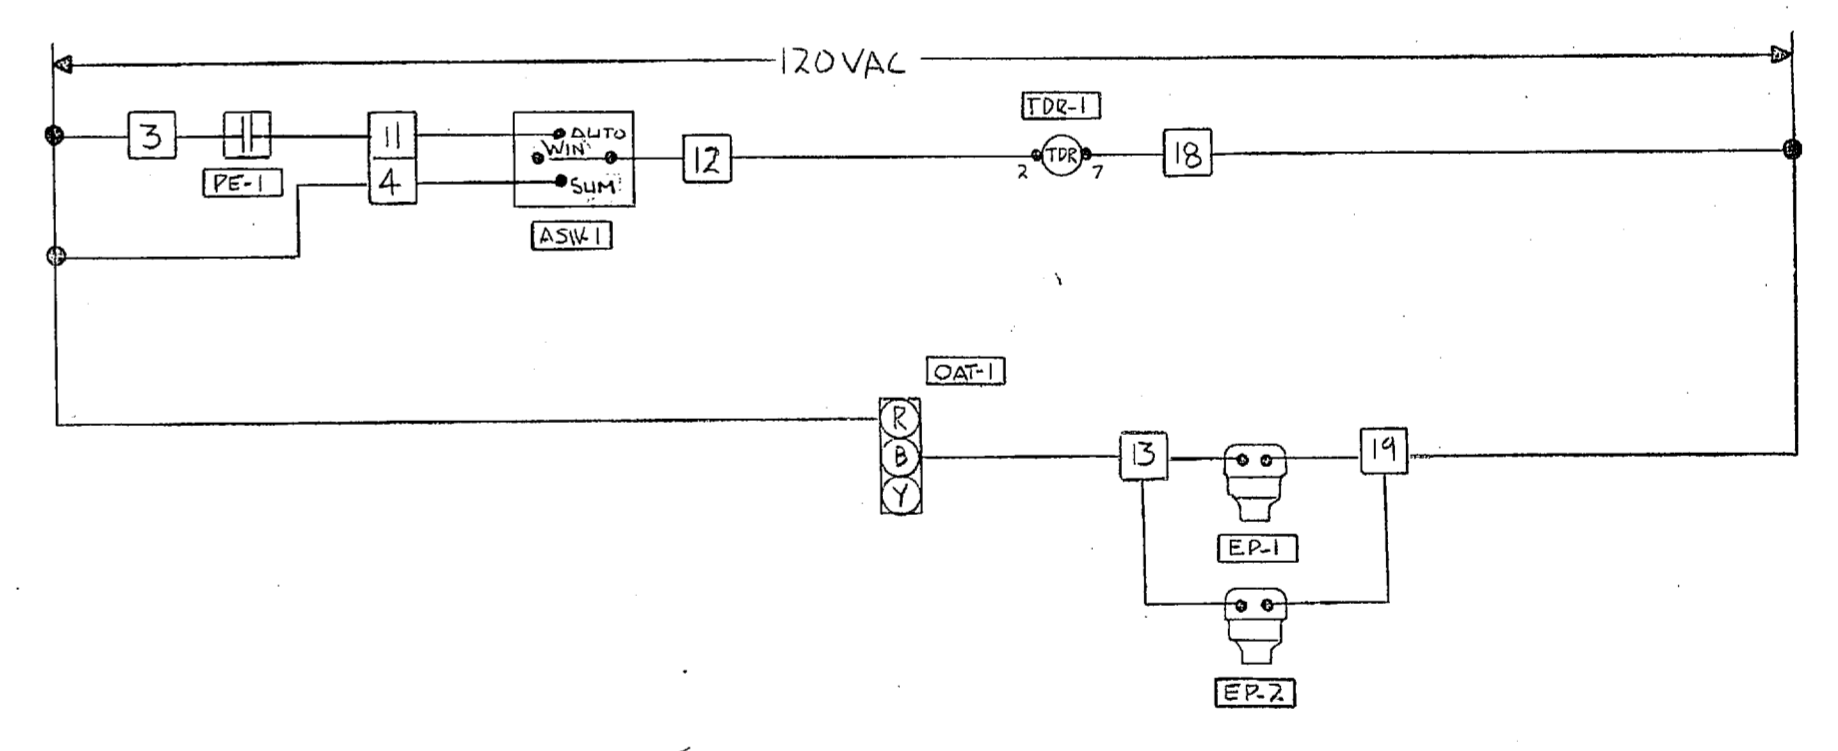 120VAC
TDR-1
3
11
AUTO
WIN
12
2
TDR
7
18
PE-1
4
SUM
ASW-1
OAT-1
R
B
Y
13
19
EP-1
EP-2